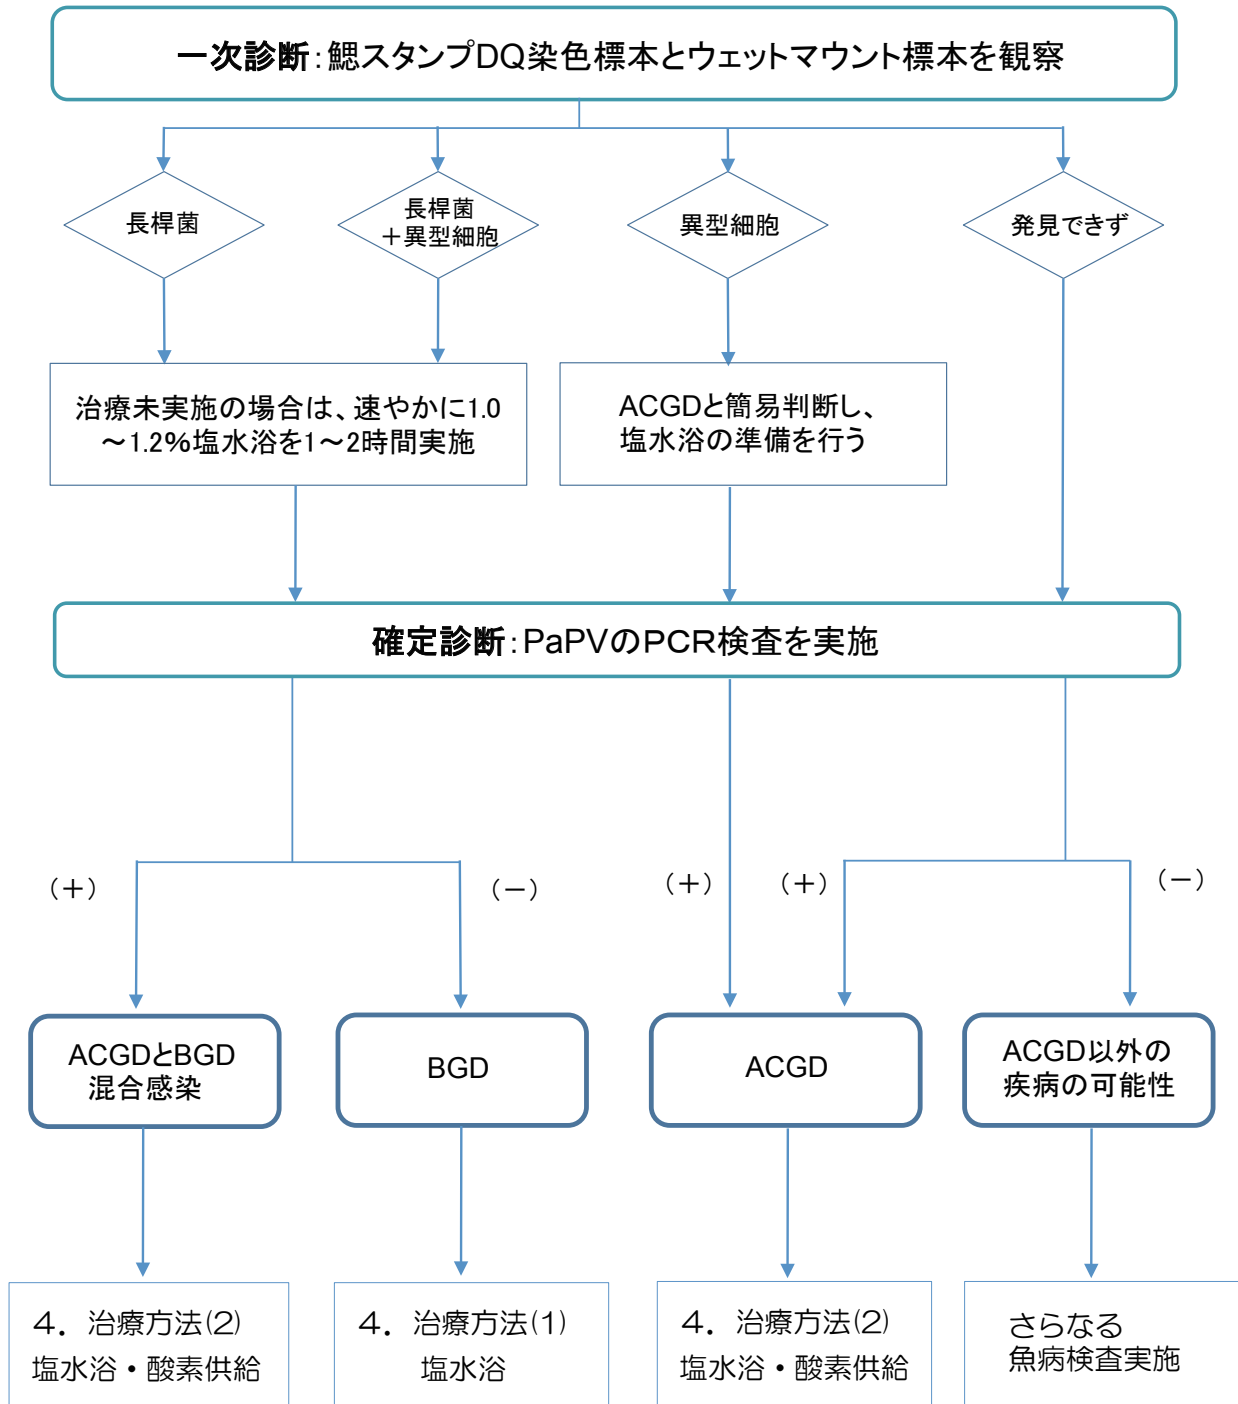 一次診断：鰓スタンプDQ染色標本とウェットマウント標本を観察
長桿菌
長桿菌
＋異型細胞
異型細胞
発見できず
治療未実施の場合は、速やかに1.0
～1.2％塩水浴を1～2時間実施
ACGDと簡易判断し、
塩水浴の準備を行う
確定診断：PaPVのPCR検査を実施
（＋）
（－）
（＋）
（＋）
（－）
ACGDとBGD
混合感染
BGD
ACGD
ACGD以外の
疾病の可能性
４．治療方法(2)
塩水浴・酸素供給
４．治療方法(1)
塩水浴
４．治療方法(2)
塩水浴・酸素供給
さらなる
魚病検査実施